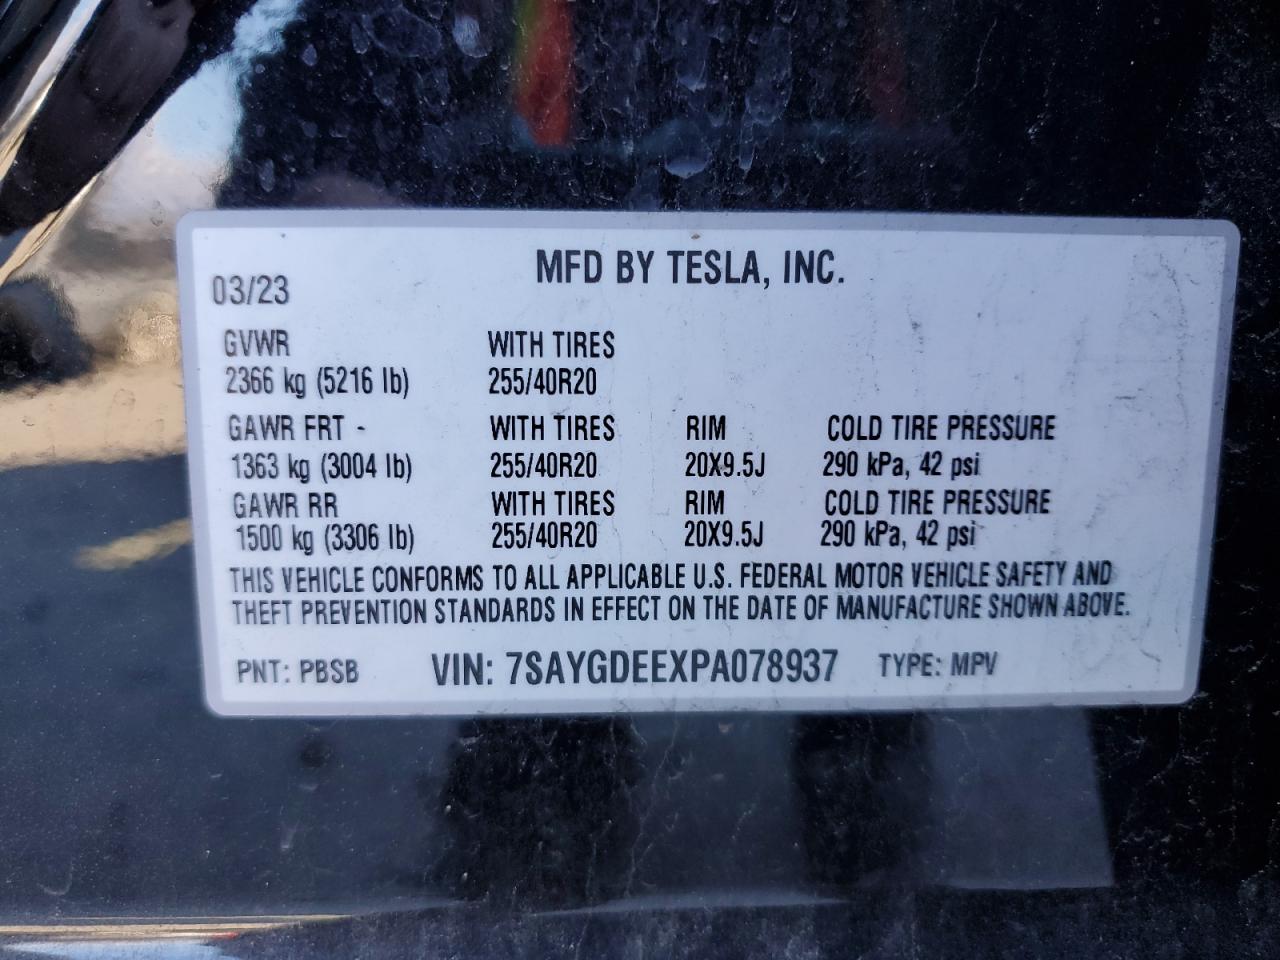 MFD BY TESLA, INC.
03/23
GVWR WITH TIRES
2366 kg (5216 lb) 255/40R20
GAWR FRT - WITH TIRES RIM COLD TIRE PRESSURE
1363 kg (3004 lb) 255/40R20 20X9.5J 290 kPa, 42 psi
GAWR RR WITH TIRES RIM COLD TIRE PRESSURE
1500 kg (3306 lb) 255/40R20 20X9.5J 290 kPa, 42 psi
THIS VEHICLE CONFORMS TO ALL APPLICABLE U.S. FEDERAL MOTOR VEHICLE SAFETY AND
THEFT PREVENTION STANDARDS IN EFFECT ON THE DATE OF MANUFACTURE SHOWN ABOVE.
PNT: PBSB VIN: 7SAYGDEEXPA078937 TYPE: MPV